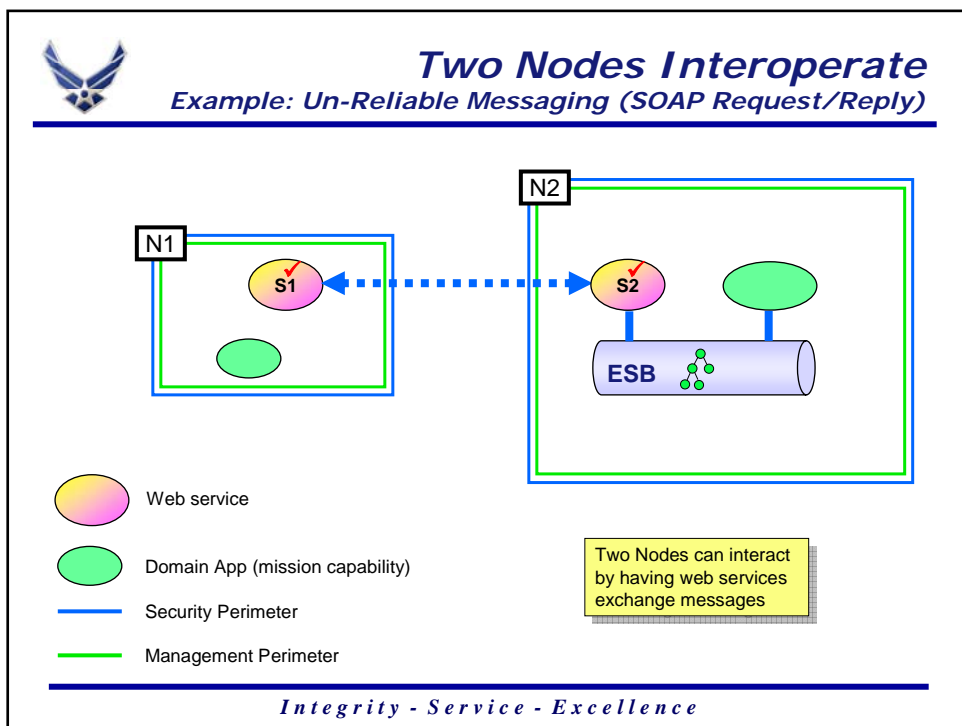 Two Nodes Interoperate
Example: Un-Reliable Messaging (SOAP Request/Reply)
N2
N1
S1
S2
ESB
Web service
Domain App (mission capability)
Security Perimeter
Management Perimeter
Two Nodes can interact
by having web services
exchange messages
Integrity - Service - Excellence